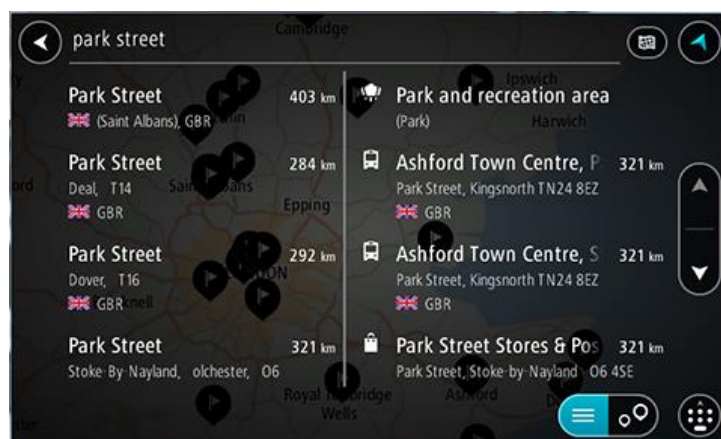 park street
Park Street 403 km
(Saint Albans), GBR
Park Street 284 km
Deal, T14
GBR
Park Street 292 km
Dover, T16
GBR
Park Street 321 km
Stoke-By-Nayland, olchester, O6
Park and recreation area
(Park)
Ashford Town Centre, P 321 km
Park Street, Kingsnorth TN24 8EZ
GBR
Ashford Town Centre, S 321 km
Park Street, Kingsnorth TN24 8EZ
GBR
Park Street Stores & Pos 321 km
Park Street, Stoke-by-Nayland O6 4SE
Cambridge
Ipswich
Harwich
Epping
Royal Tunbridge
Wells
Ashford